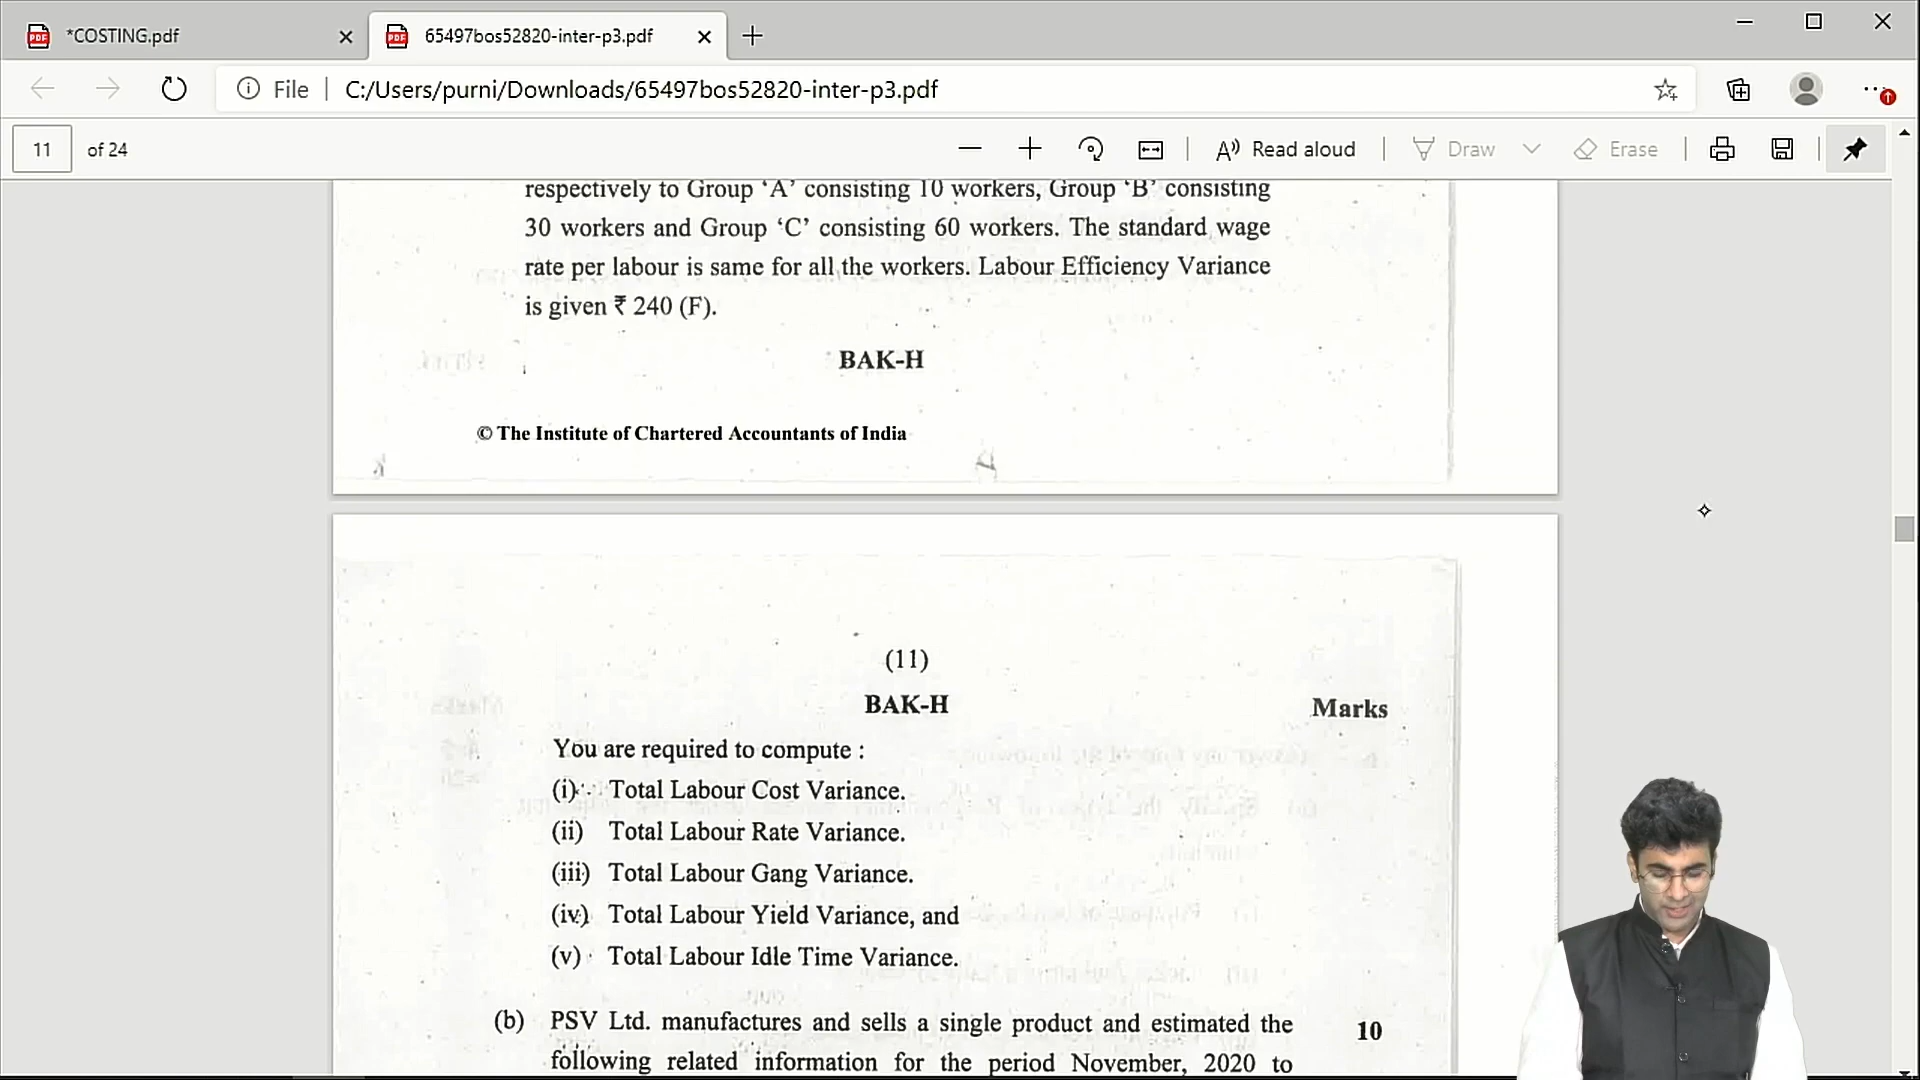 *COSTING.pdf
65497bos52820-inter-p3.pdf
File
C:/Users/purni/Downloads/65497bos52820-inter-p3.pdf
11 of 24
Read aloud
Draw
Erase
respectively to Group ‘A’ consisting 10 workers, Group ‘B’ consisting
30 workers and Group ‘C’ consisting 60 workers. The standard wage
rate per labour is same for all the workers. Labour Efficiency Variance
is given ₹ 240 (F).
BAK-H
© The Institute of Chartered Accountants of India
(11)
BAK-H
Marks
You are required to compute :
(i) Total Labour Cost Variance.
(ii) Total Labour Rate Variance.
(iii) Total Labour Gang Variance.
(iv) Total Labour Yield Variance, and
(v) Total Labour Idle Time Variance.
(b) PSV Ltd. manufactures and sells a single product and estimated the 10
following related information for the period November, 2020 to